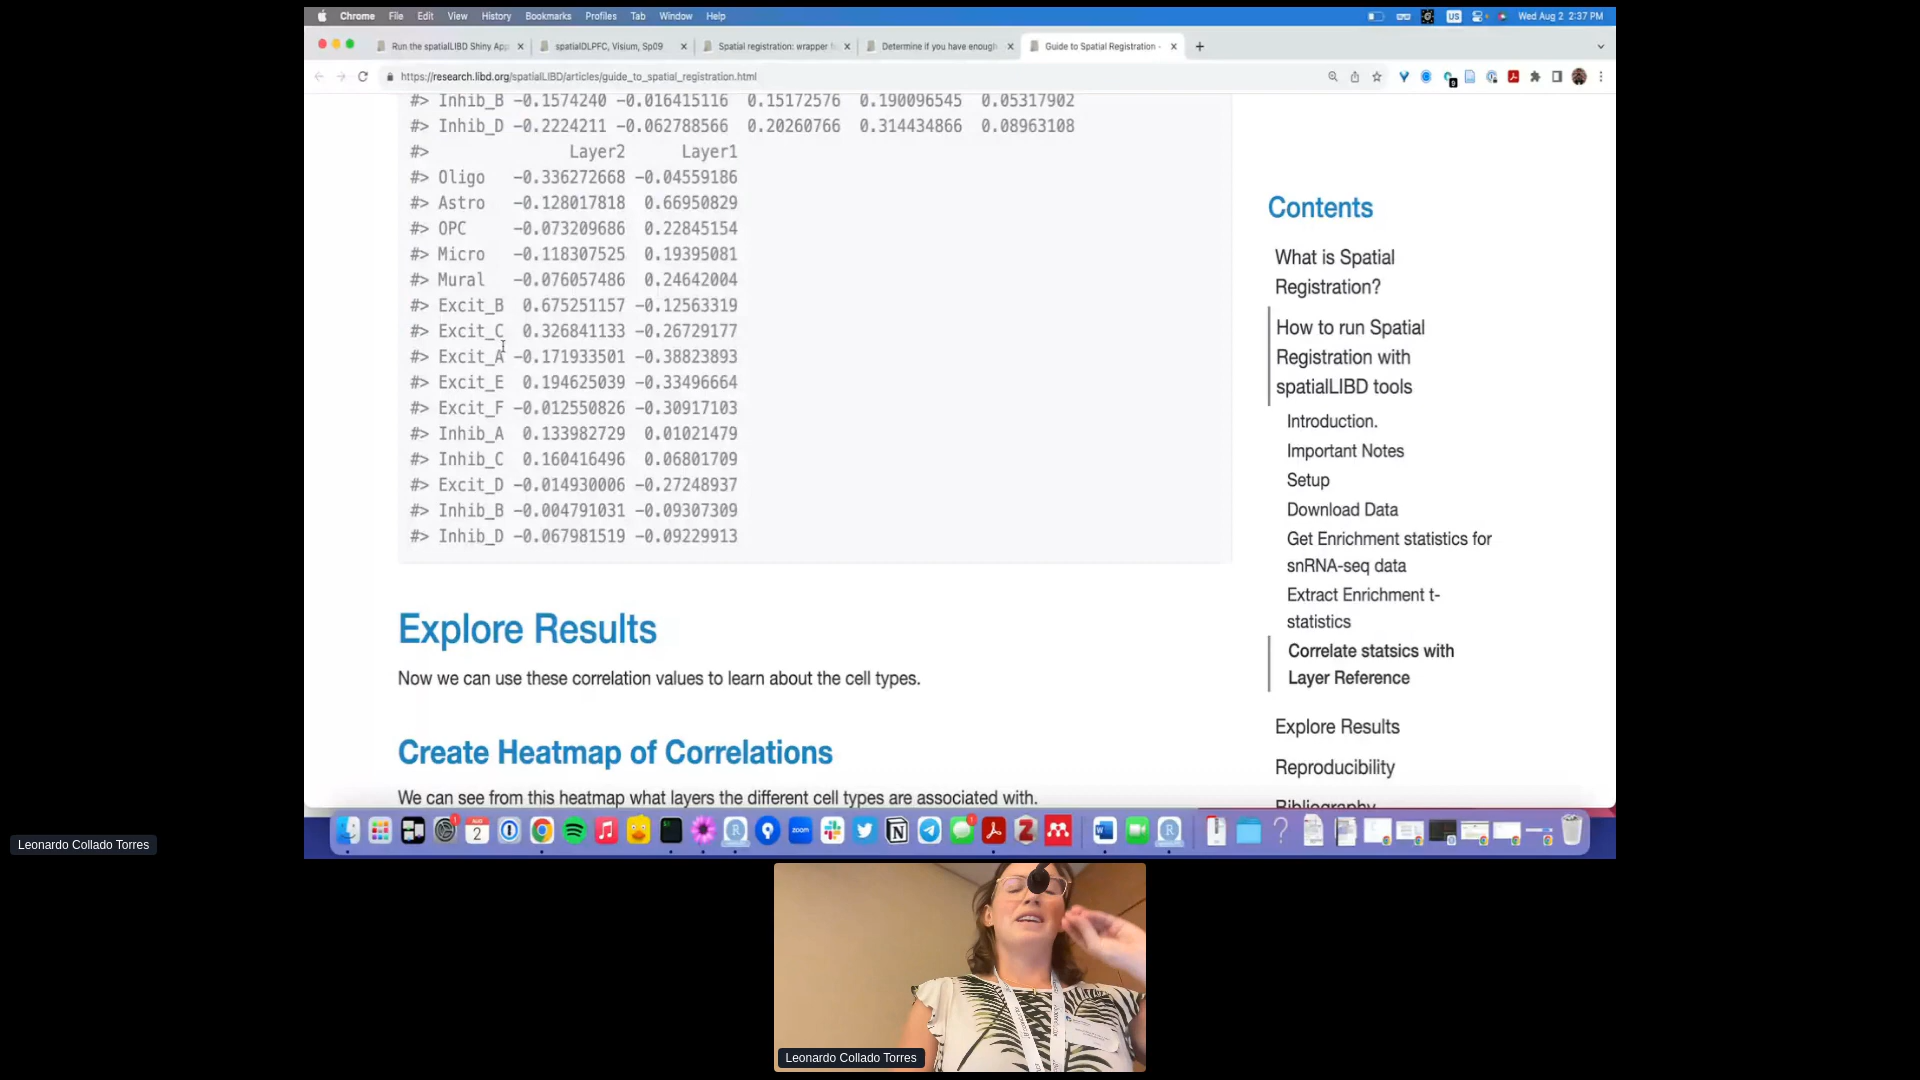 Chrome File Edit View History Bookmarks Profiles Tab Window Help
US
Wed Aug 2 2:37 PM
Run the spatialLIBD Shiny App
spatialDLPFC, Visium, Sp09
Spatial registration: wrapper
Determine if you have enough
Guide to Spatial Registration -
https://research.libd.org/spatialLIBD/articles/guide_to_spatial_registration.html
#> Inhib_B -0.1574240 -0.016415116 0.15172576 0.190096545 0.05317902
#> Inhib_D -0.2224211 -0.062788566 0.20260766 0.314434866 0.08963108
#> Layer2 Layer1
#> Oligo -0.336272668 -0.04559186
#> Astro -0.128017818 0.66950829
#> OPC -0.073209686 0.22845154
#> Micro -0.118307525 0.19395081
#> Mural -0.076057486 0.24642004
#> Excit_B 0.675251157 -0.12563319
#> Excit_C 0.326841133 -0.26729177
#> Excit_A -0.171933501 -0.38823893
#> Excit_E 0.194625039 -0.33496664
#> Excit_F -0.012550826 -0.30917103
#> Inhib_A 0.133982729 0.01021479
#> Inhib_C 0.160416496 0.06801709
#> Excit_D -0.014930006 -0.27248937
#> Inhib_B -0.004791031 -0.09307309
#> Inhib_D -0.067981519 -0.09229913
Explore Results
Now we can use these correlation values to learn about the cell types.
Create Heatmap of Correlations
We can see from this heatmap what layers the different cell types are associated with.
Contents
What is Spatial
Registration?
How to run Spatial
Registration with
spatialLIBD tools
Introduction.
Important Notes
Setup
Download Data
Get Enrichment statistics for
snRNA-seq data
Extract Enrichment t-
statistics
Correlate statsics with
Layer Reference
Explore Results
Reproducibility
Bibliography
AUG
2
zoom
Leonardo Collado Torres
Leonardo Collado Torres